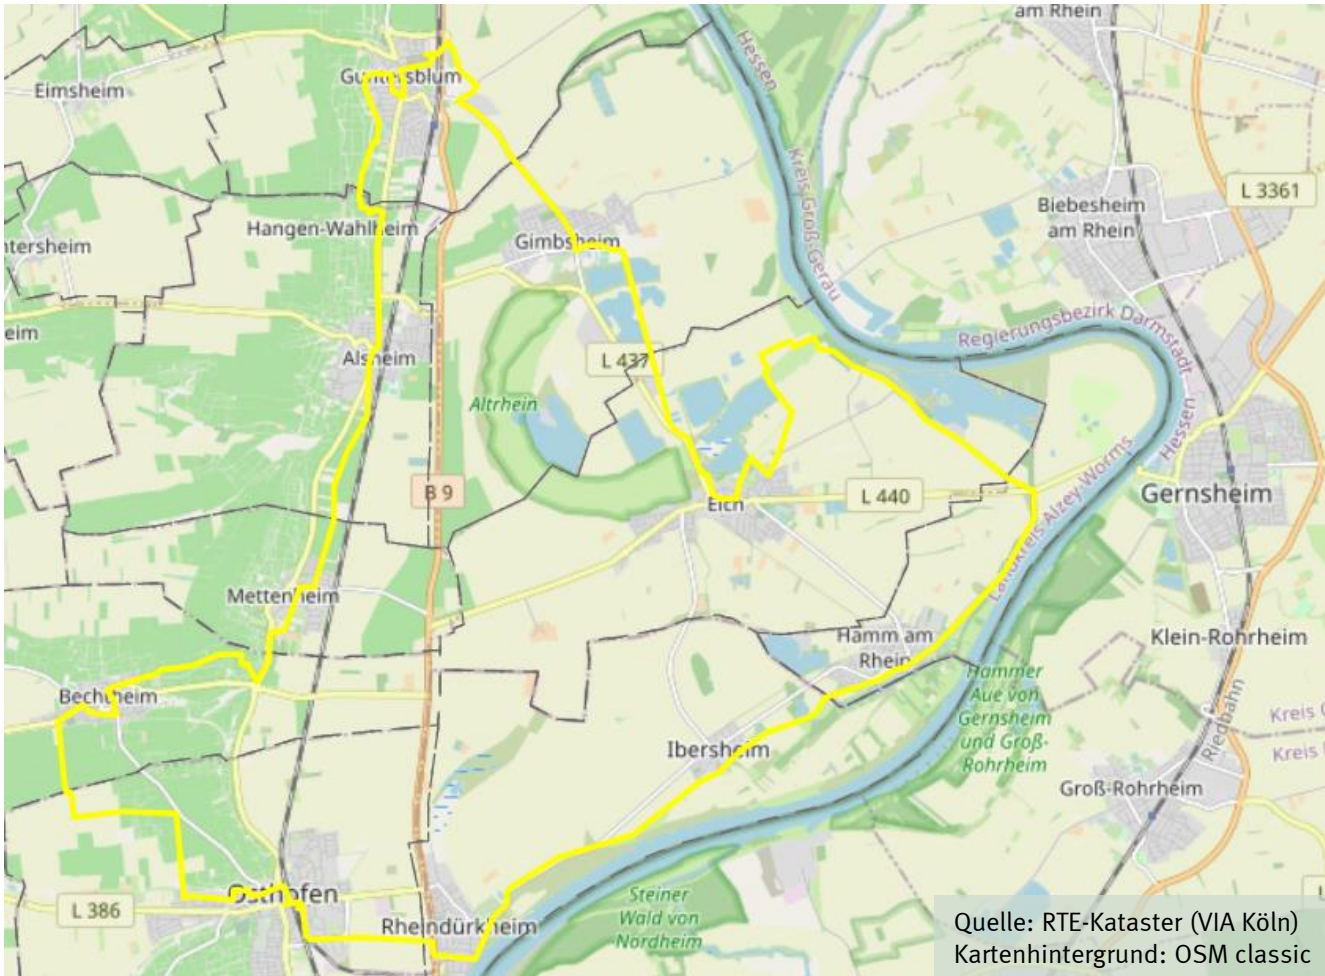 am Rhein
Hessen
Guntersblum
Eimsheim
Kreis Groß-Gerau
L 3361
Biebesheim
am Rhein
Hangen-Wahlheim
ntersheim
Gimbsheim
eim
Regierungsbezirk Darmstadt
Alsheim
L 437
Altrhein
Hessen
B 9
L 440
Eich
Gernsheim
Landkreis Alzey-Worms
Mettenheim
Hamm am
Rhein
Klein-Rohrheim
Bechtheim
Hammer
Aue von
Gernsheim
und Groß-
Rohrheim
Riedbahn
Kreis
Kreis
Ibersheim
Groß-Rohrheim
Osthofen
L 386
Rheindürkheim
Steiner
Wald von
Nordheim
L
Quelle: RTE-Kataster (VIA Köln)
Kartenhintergrund: OSM classic